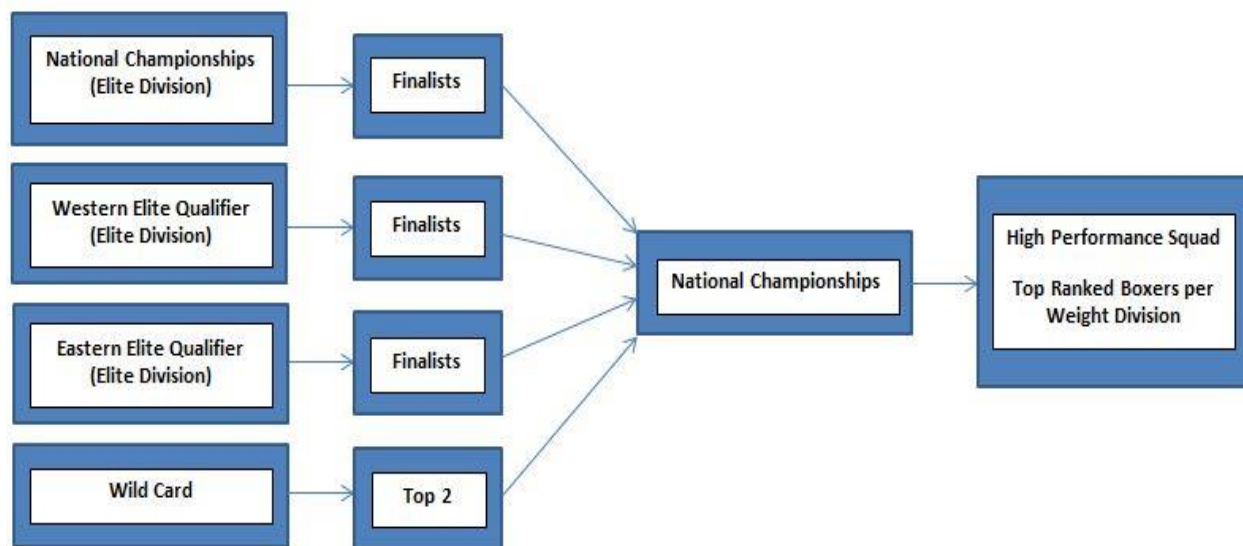 National Championships
(Elite Division)
Finalists
Western Elite Qualifier
(Elite Division)
Finalists
Eastern Elite Qualifier
(Elite Division)
Finalists
Wild Card
Top 2
National Championships
High Performance Squad
Top Ranked Boxers per
Weight Division